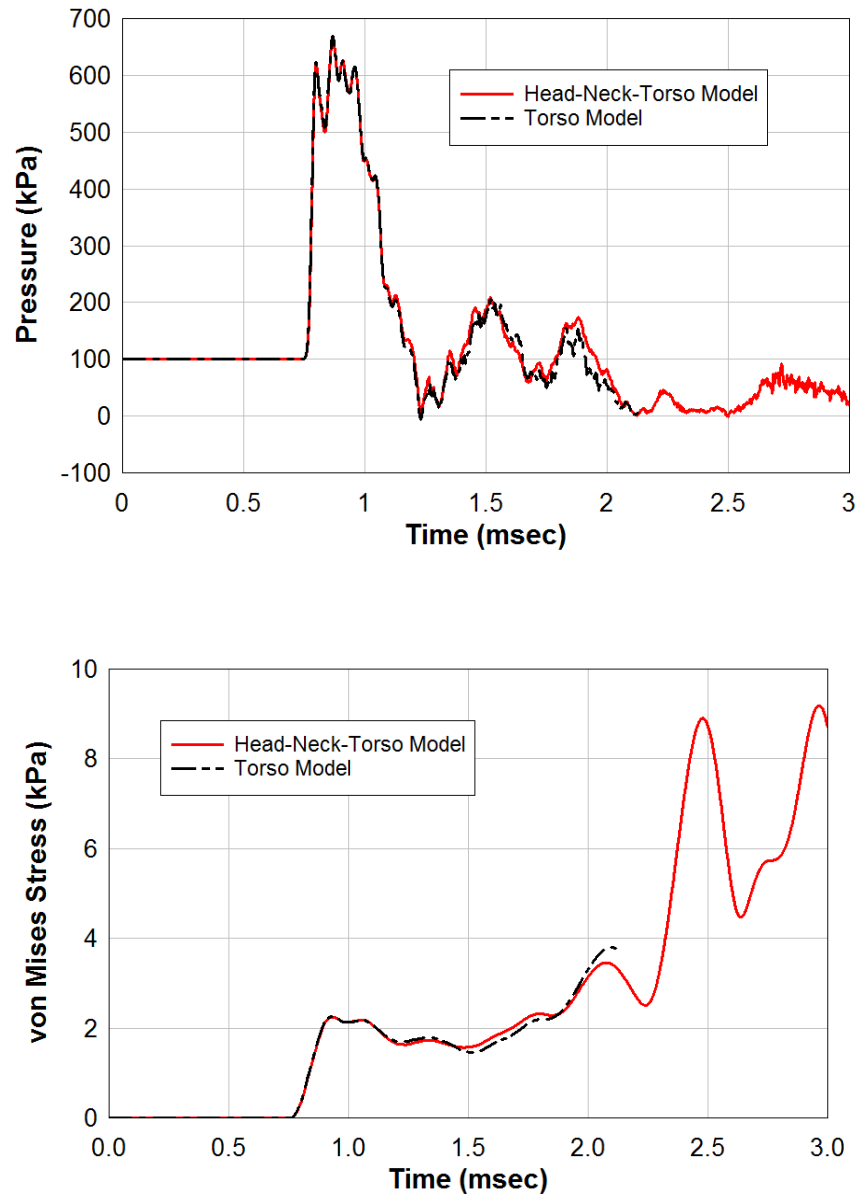 700
600
500
400
300
200
100
0
-100
Pressure (kPa)
Head-Neck-Torso Model
Torso Model
0 0.5 1 1.5 2 2.5 3
Time (msec)
10
8
6
4
2
0
von Mises Stress (kPa)
Head-Neck-Torso Model
Torso Model
0.0 0.5 1.0 1.5 2.0 2.5 3.0
Time (msec)